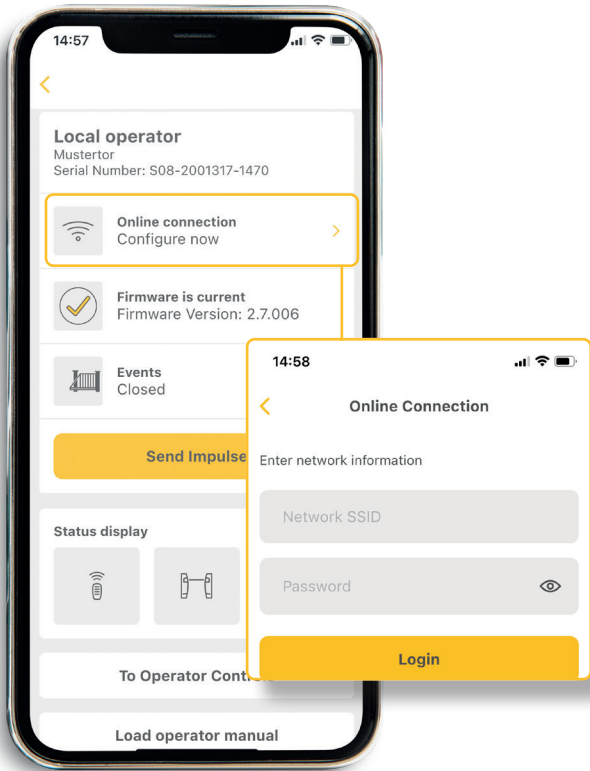 14:57
Local operator
Mustertor
Serial Number: S08-2001317-1470
Online connection
Configure now
Firmware is current
Firmware Version: 2.7.006
Events
Closed
Send Impulse
Status display
To Operator
Load operator manual
14:58
Online Connection
Enter network information
Network SSID
Password
Login